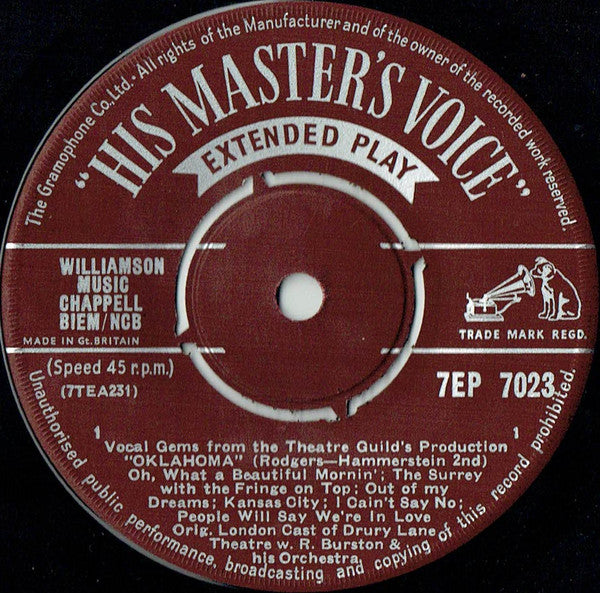 The Gramophone Co. Ltd. · All rights of the Manufacturer and of the owner of the recorded work reserved.
"HIS MASTER'S VOICE"
EXTENDED PLAY
WILLIAMSON
MUSIC
CHAPPELL
BIEM/NCB
MADE IN Gt. BRITAIN
TRADE MARK REGD.
(Speed 45 r.p.m.)
(7TEA231)
7EP 7023
1 Vocal Gems from the Theatre Guild's Production 1
"OKLAHOMA" (Rodgers—Hammerstein 2nd)
Oh, What a Beautiful Mornin'; The Surrey
with the Fringe on Top; Out of my
Dreams; Kansas City; I Cain't Say No;
People Will Say We're In Love
Orig. London Cast of Drury Lane
Theatre w. R. Burston &
his Orchestra
Unauthorised public performance, broadcasting and copying of this record prohibited.